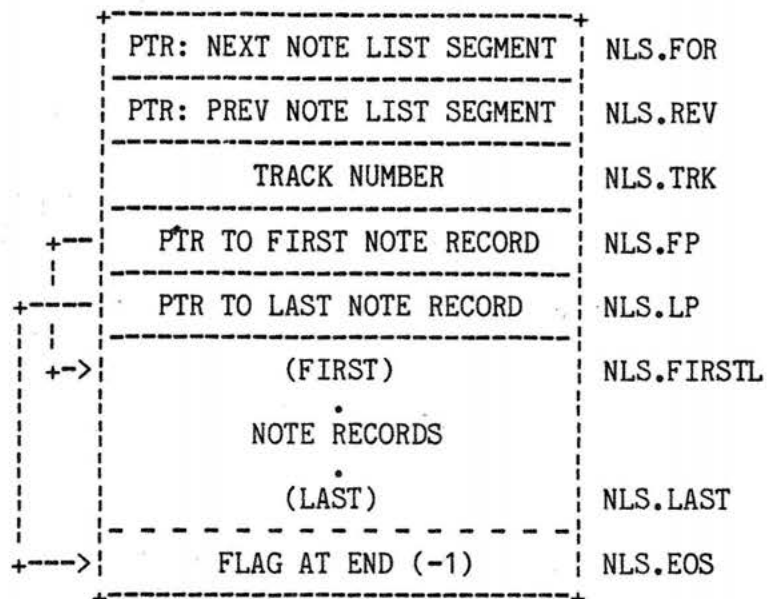 PTR: NEXT NOTE LIST SEGMENT NLS.FOR
PTR: PREV NOTE LIST SEGMENT NLS.REV
TRACK NUMBER NLS.TRK
PTR TO FIRST NOTE RECORD NLS.FP
PTR TO LAST NOTE RECORD NLS.LP
(FIRST) NLS.FIRSTL
NOTE RECORDS
(LAST) NLS.LAST
FLAG AT END (-1) NLS.EOS